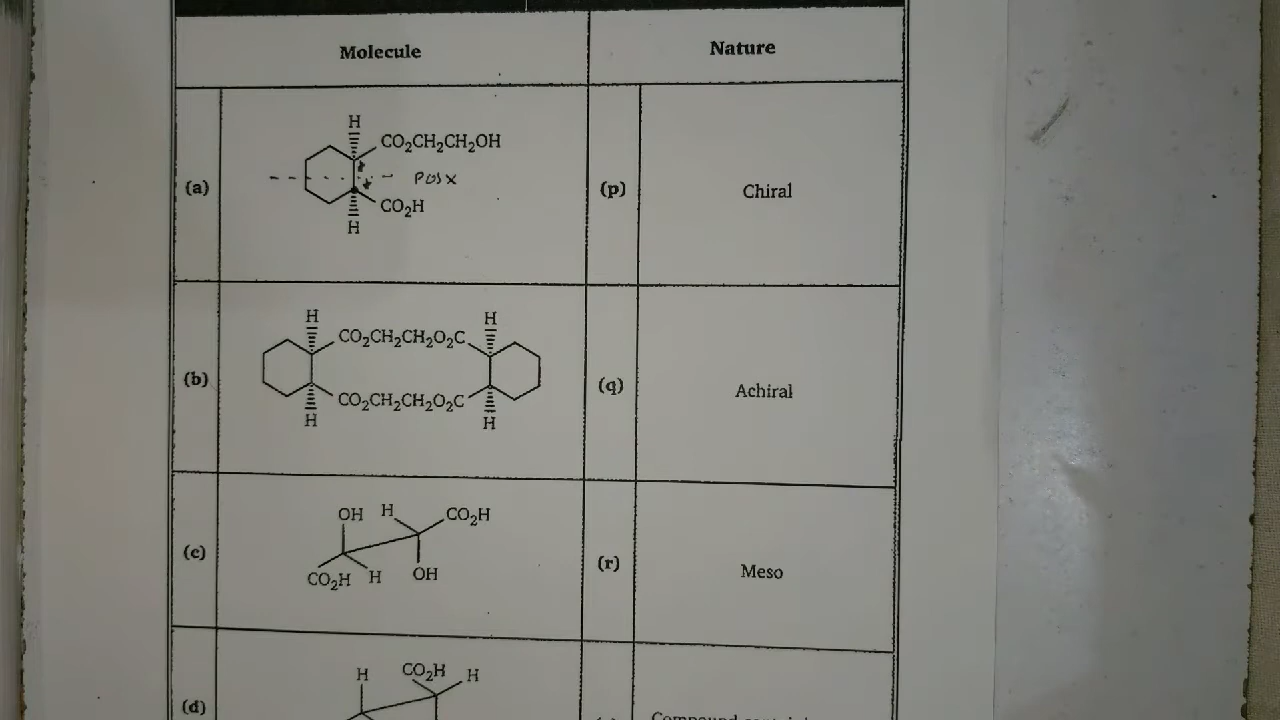 Molecule
Nature
(a)
H
CO₂CH₂CH₂OH
POS x
CO₂H
H
(p)
Chiral
(b)
H
H
CO₂CH₂CH₂O₂C
CO₂CH₂CH₂O₂C
H
H
(q)
Achiral
(c)
OH
H
CO₂H
CO₂H
H
OH
(r)
Meso
(d)
H
CO₂H
H